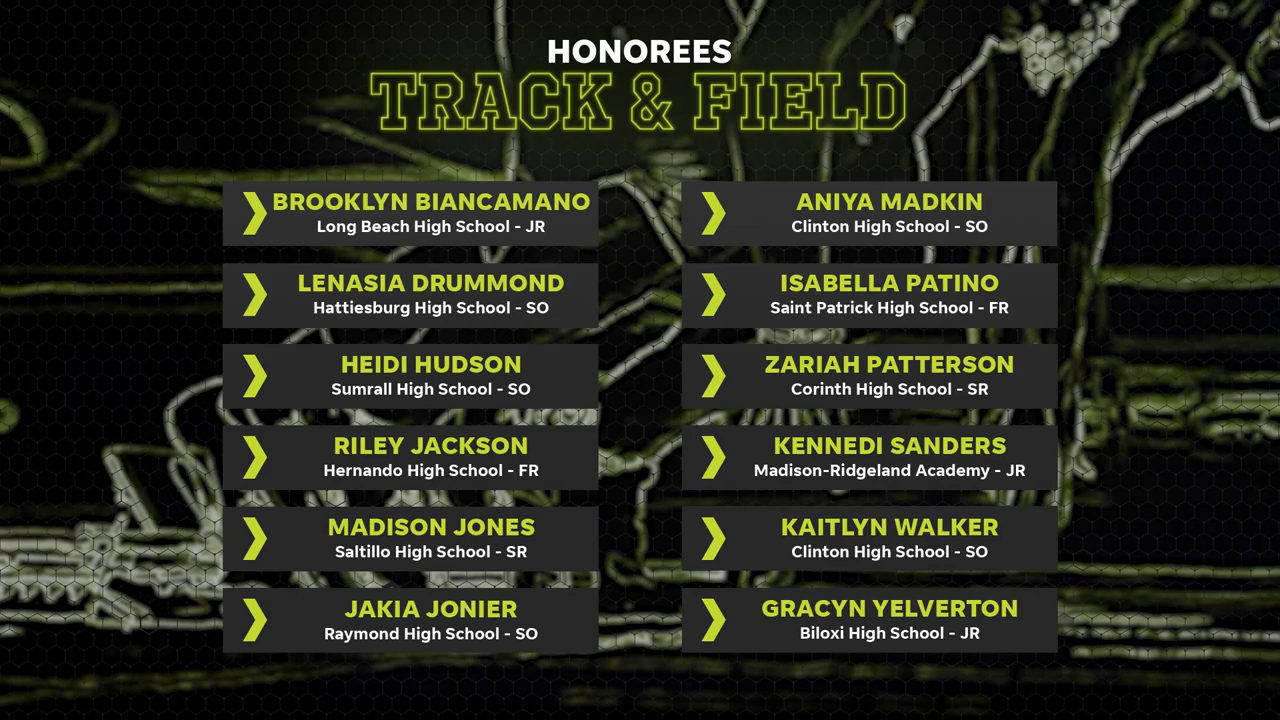 HONOREES
TRACK & FIELD
BROOKLYN BIANCAMANO
Long Beach High School - JR
LENASIA DRUMMOND
Hattiesburg High School - SO
HEIDI HUDSON
Sumrall High School - SO
RILEY JACKSON
Hernando High School - FR
MADISON JONES
Saltillo High School - SR
JAKIA JONIER
Raymond High School - SO
ANIYA MADKIN
Clinton High School - SO
ISABELLA PATINO
Saint Patrick High School - FR
ZARIAH PATTERSON
Corinth High School - SR
KENNEDI SANDERS
Madison-Ridgeland Academy - JR
KAITLYN WALKER
Clinton High School - SO
GRACYN YELVERTON
Biloxi High School - JR